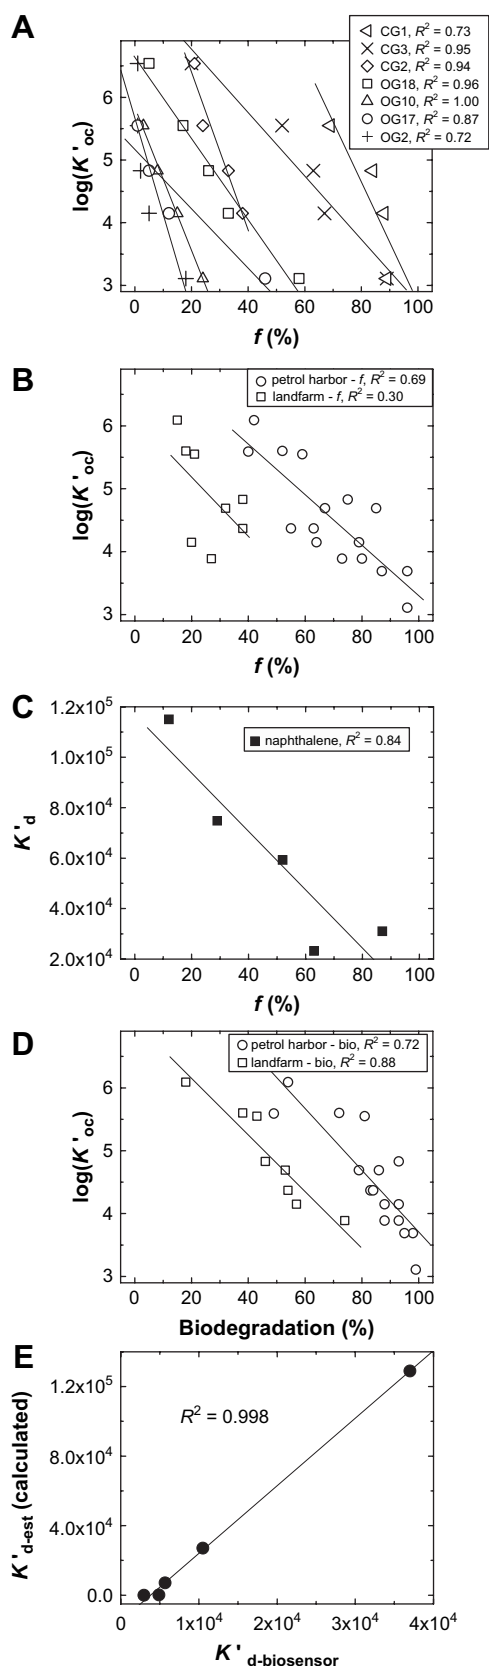 A
CG1, R² = 0.73
CG3, R² = 0.95
CG2, R² = 0.94
OG18, R² = 0.96
OG10, R² = 1.00
OG17, R² = 0.87
OG2, R² = 0.72
6
5
4
3
log(K'oc)
0 20 40 60 80 100
f (%)
B
petrol harbor - f, R² = 0.69
landfarm - f, R² = 0.30
6
5
4
3
log(K'oc)
0 20 40 60 80 100
f (%)
C
naphthalene, R² = 0.84
1.2x10⁵
1.0x10⁵
8.0x10⁴
6.0x10⁴
4.0x10⁴
2.0x10⁴
K'd
0 20 40 60 80 100
f (%)
D
petrol harbor - bio, R² = 0.72
landfarm - bio, R² = 0.88
6
5
4
3
log(K'oc)
0 20 40 60 80 100
Biodegradation (%)
E
R² = 0.998
1.2x10⁵
8.0x10⁴
4.0x10⁴
0.0
K'd-est (calculated)
0 1x10⁴ 2x10⁴ 3x10⁴ 4x10⁴
K' d-biosensor